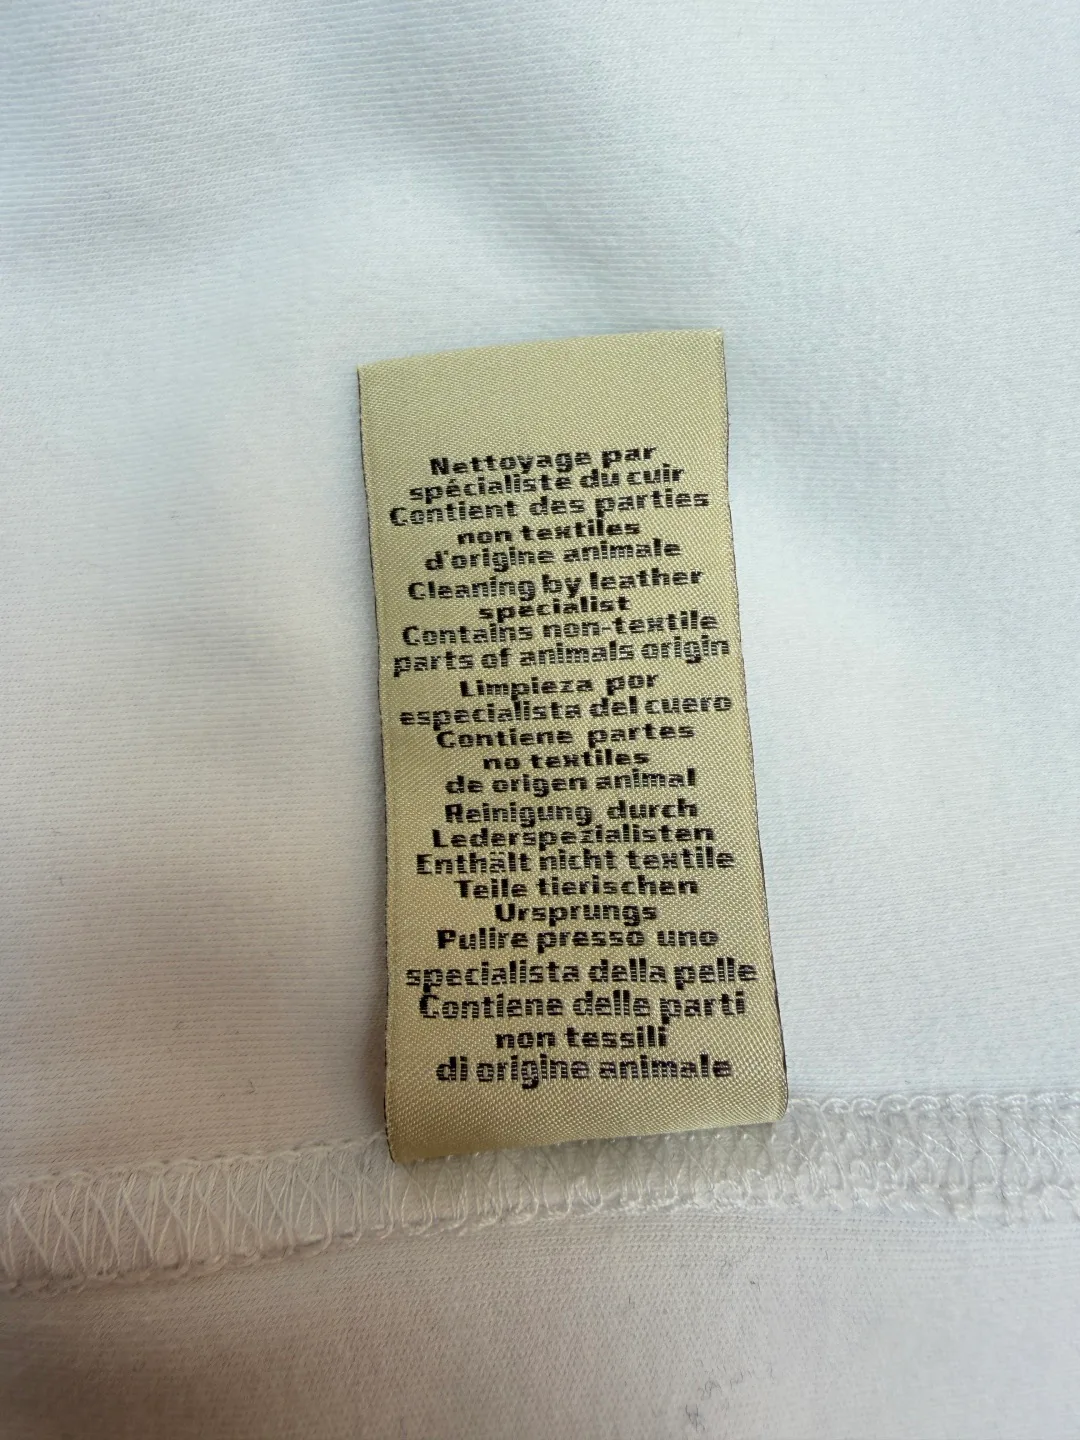 Nettoyage par
spécialiste du cuir
Contient des parties
non textiles
d'origine animale
Cleaning by leather
specialist
Contains non-textile
parts of animals origin
Limpieza por
especialista del cuero
Contiene partes
no textiles
de origen animal
Reinigung durch
Lederspezialisten
Enthält nicht textile
Teile tierischen
Ursprungs
Pulire presso uno
specialista della pelle
Contiene delle parti
non tessili
di origine animale